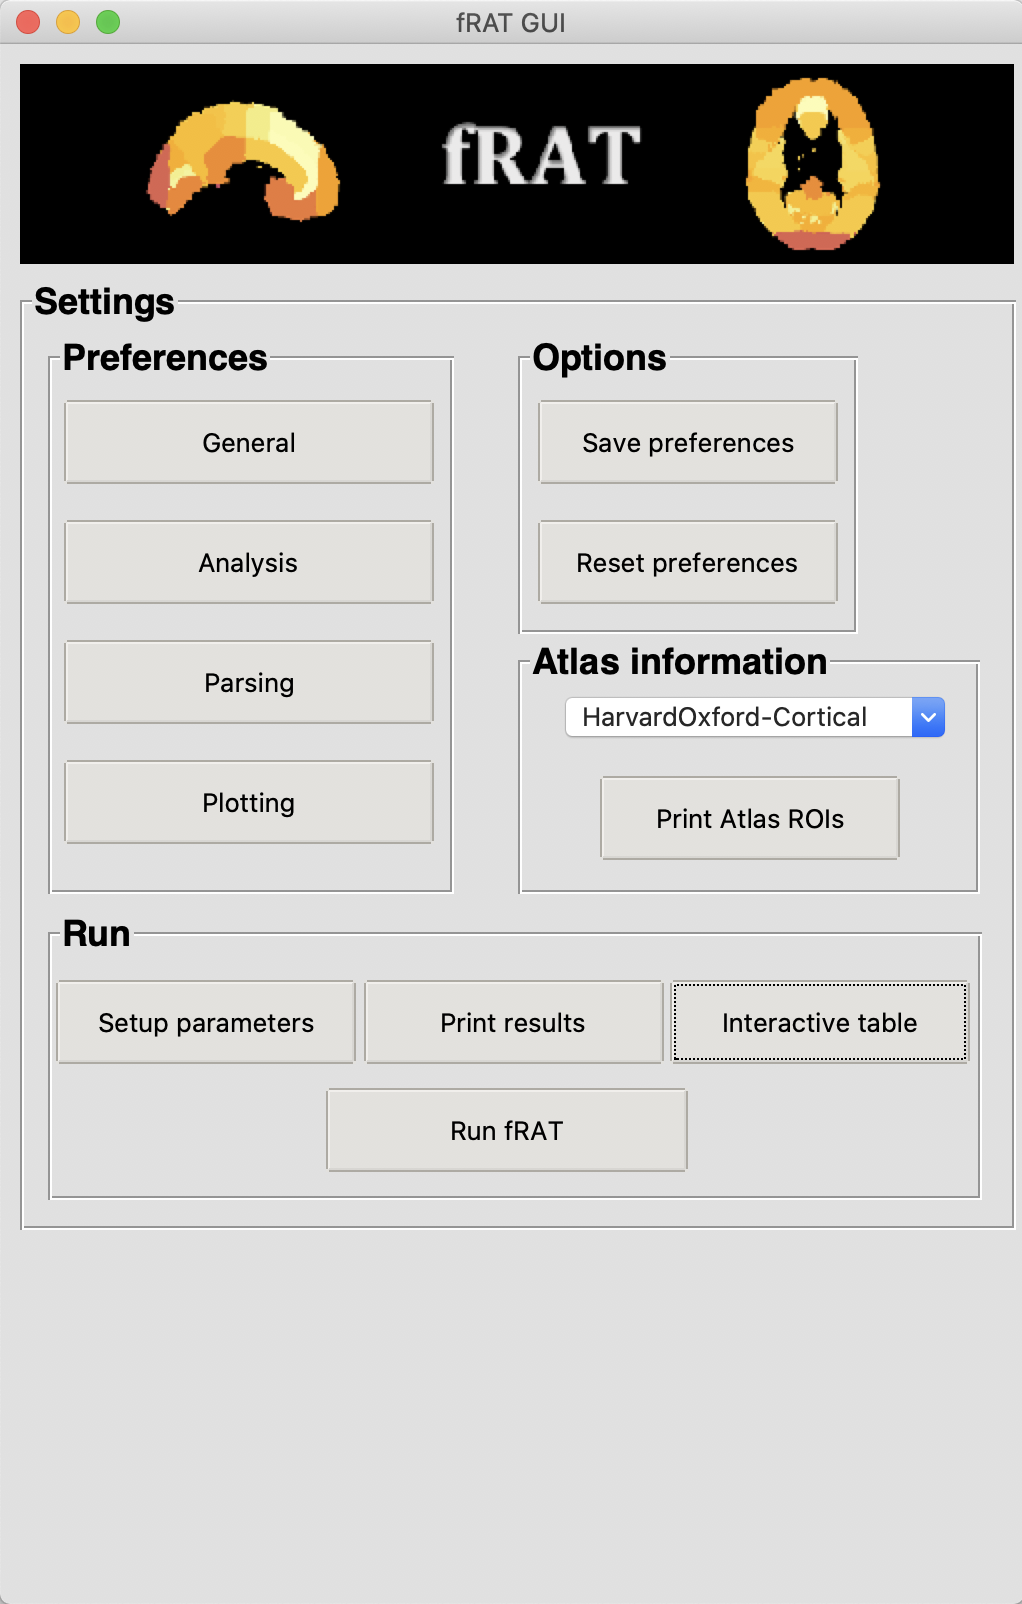 fRAT GUI
fRAT
Settings
Preferences
General
Analysis
Parsing
Plotting
Options
Save preferences
Reset preferences
Atlas information
HarvardOxford-Cortical
Print Atlas ROIs
Run
Setup parameters
Print results
Interactive table
Run fRAT